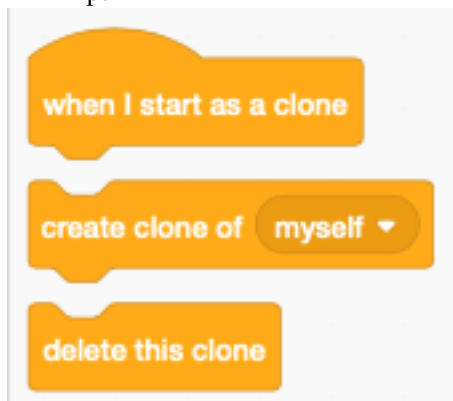 when I start as a clone
create clone of myself
delete this clone